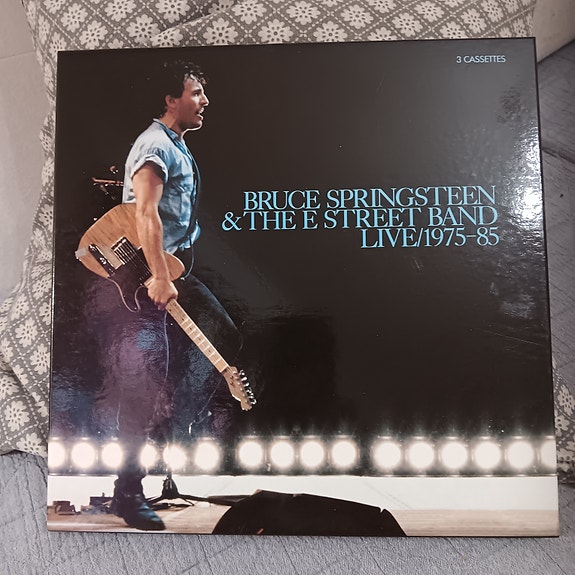 3 CASSETTES
BRUCE SPRINGSTEEN
& THE E STREET BAND
LIVE/1975–85